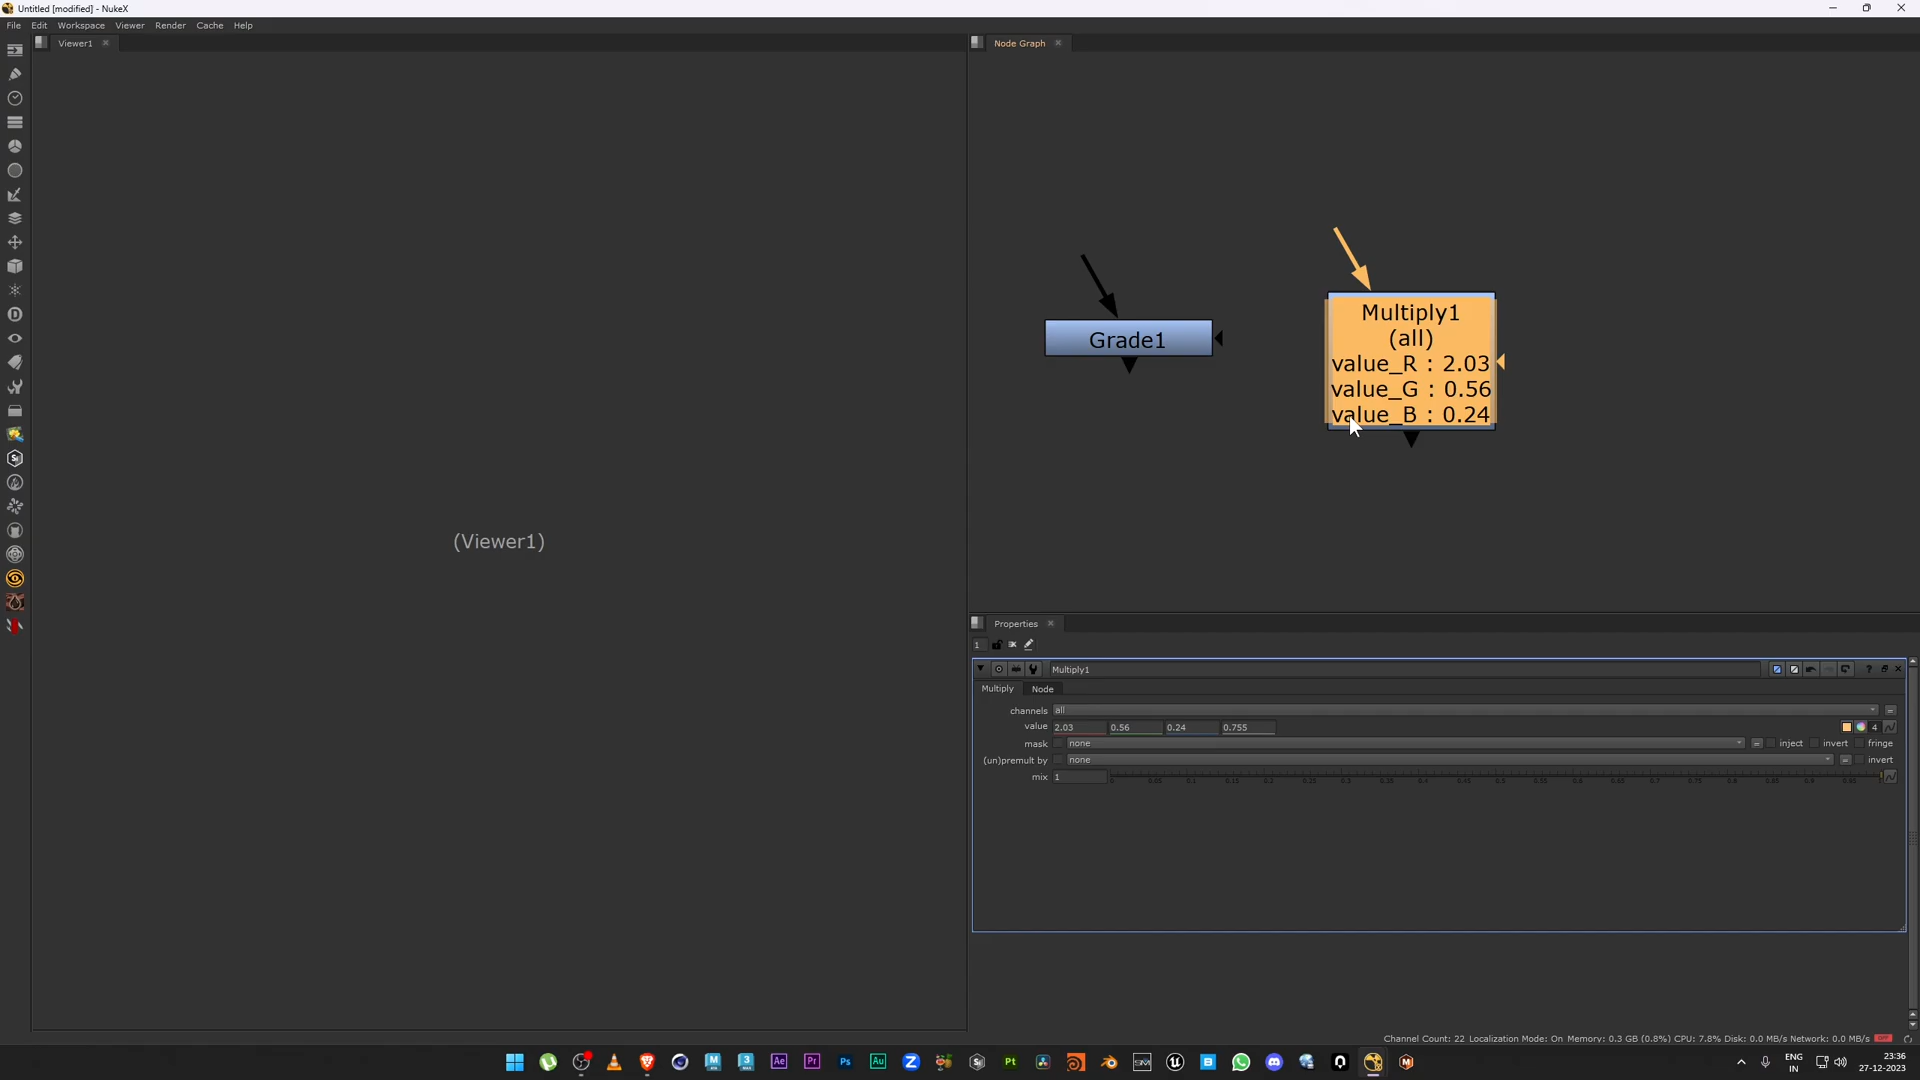 Untitled [modified] - NukeX
File Edit Workspace Viewer Render Cache Help
Viewer1
(Viewer1)
Node Graph
Grade1
Multiply1
(all)
value_R : 2.03
value_G : 0.56
value_B : 0.24
Properties
1
Multiply1
Multiply Node
channels all
value 2.03 0.56 0.24 0.755 4
mask none = inject invert fringe
(un)premult by none = invert
mix 1
Channel Count: 22 Localization Mode: On Memory: 0.3 GB (0.8%) CPU: 7.8% Disk: 0.0 MB/s Network: 0.0 MB/s
ENG
IN
23:36
27-12-2023